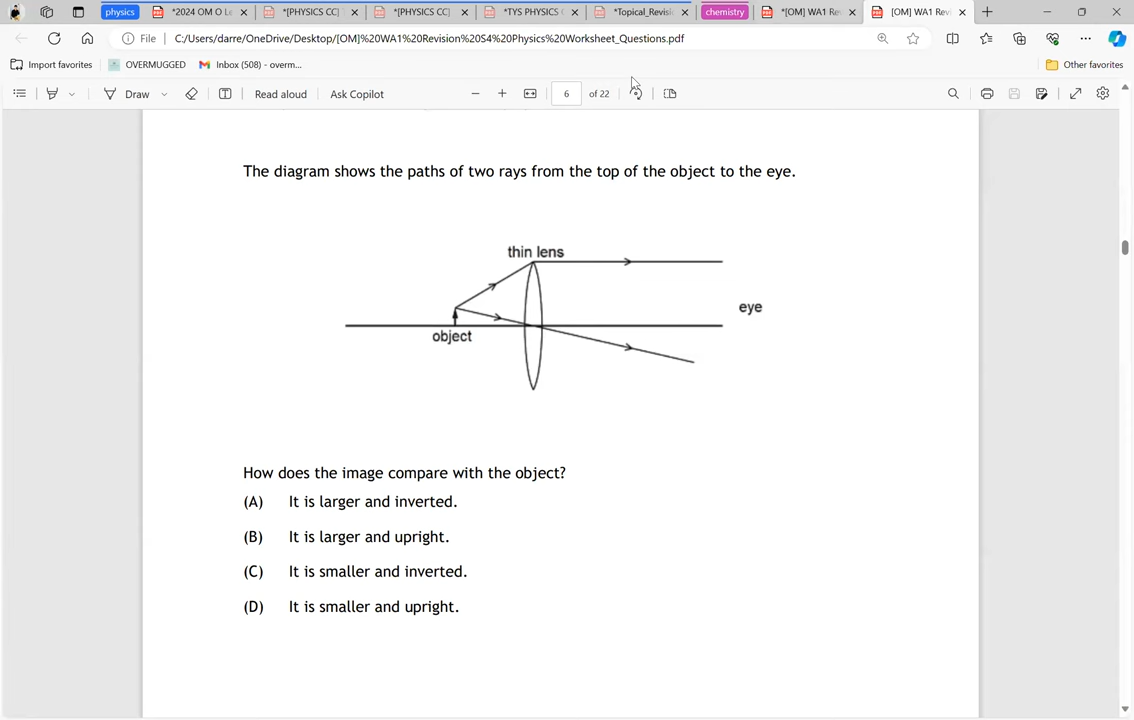 physics
*2024 OM O Le
*[PHYSICS CC] T
*[PHYSICS CC]
*TYS PHYSICS C
*Topical_Revisi
chemistry
*[OM] WA1 R
[OM] WA1 Revi
File
C:/Users/darre/OneDrive/Desktop/[OM]%20WA1%20Revision%20S4%20Physics%20Worksheet_Questions.pdf
Import favorites
OVERMUGGED
Inbox (508) - overm...
Other favorites
Draw
Read aloud
Ask Copilot
6
of 22
The diagram shows the paths of two rays from the top of the object to the eye.
thin lens
eye
object
How does the image compare with the object?
(A) It is larger and inverted.
(B) It is larger and upright.
(C) It is smaller and inverted.
(D) It is smaller and upright.